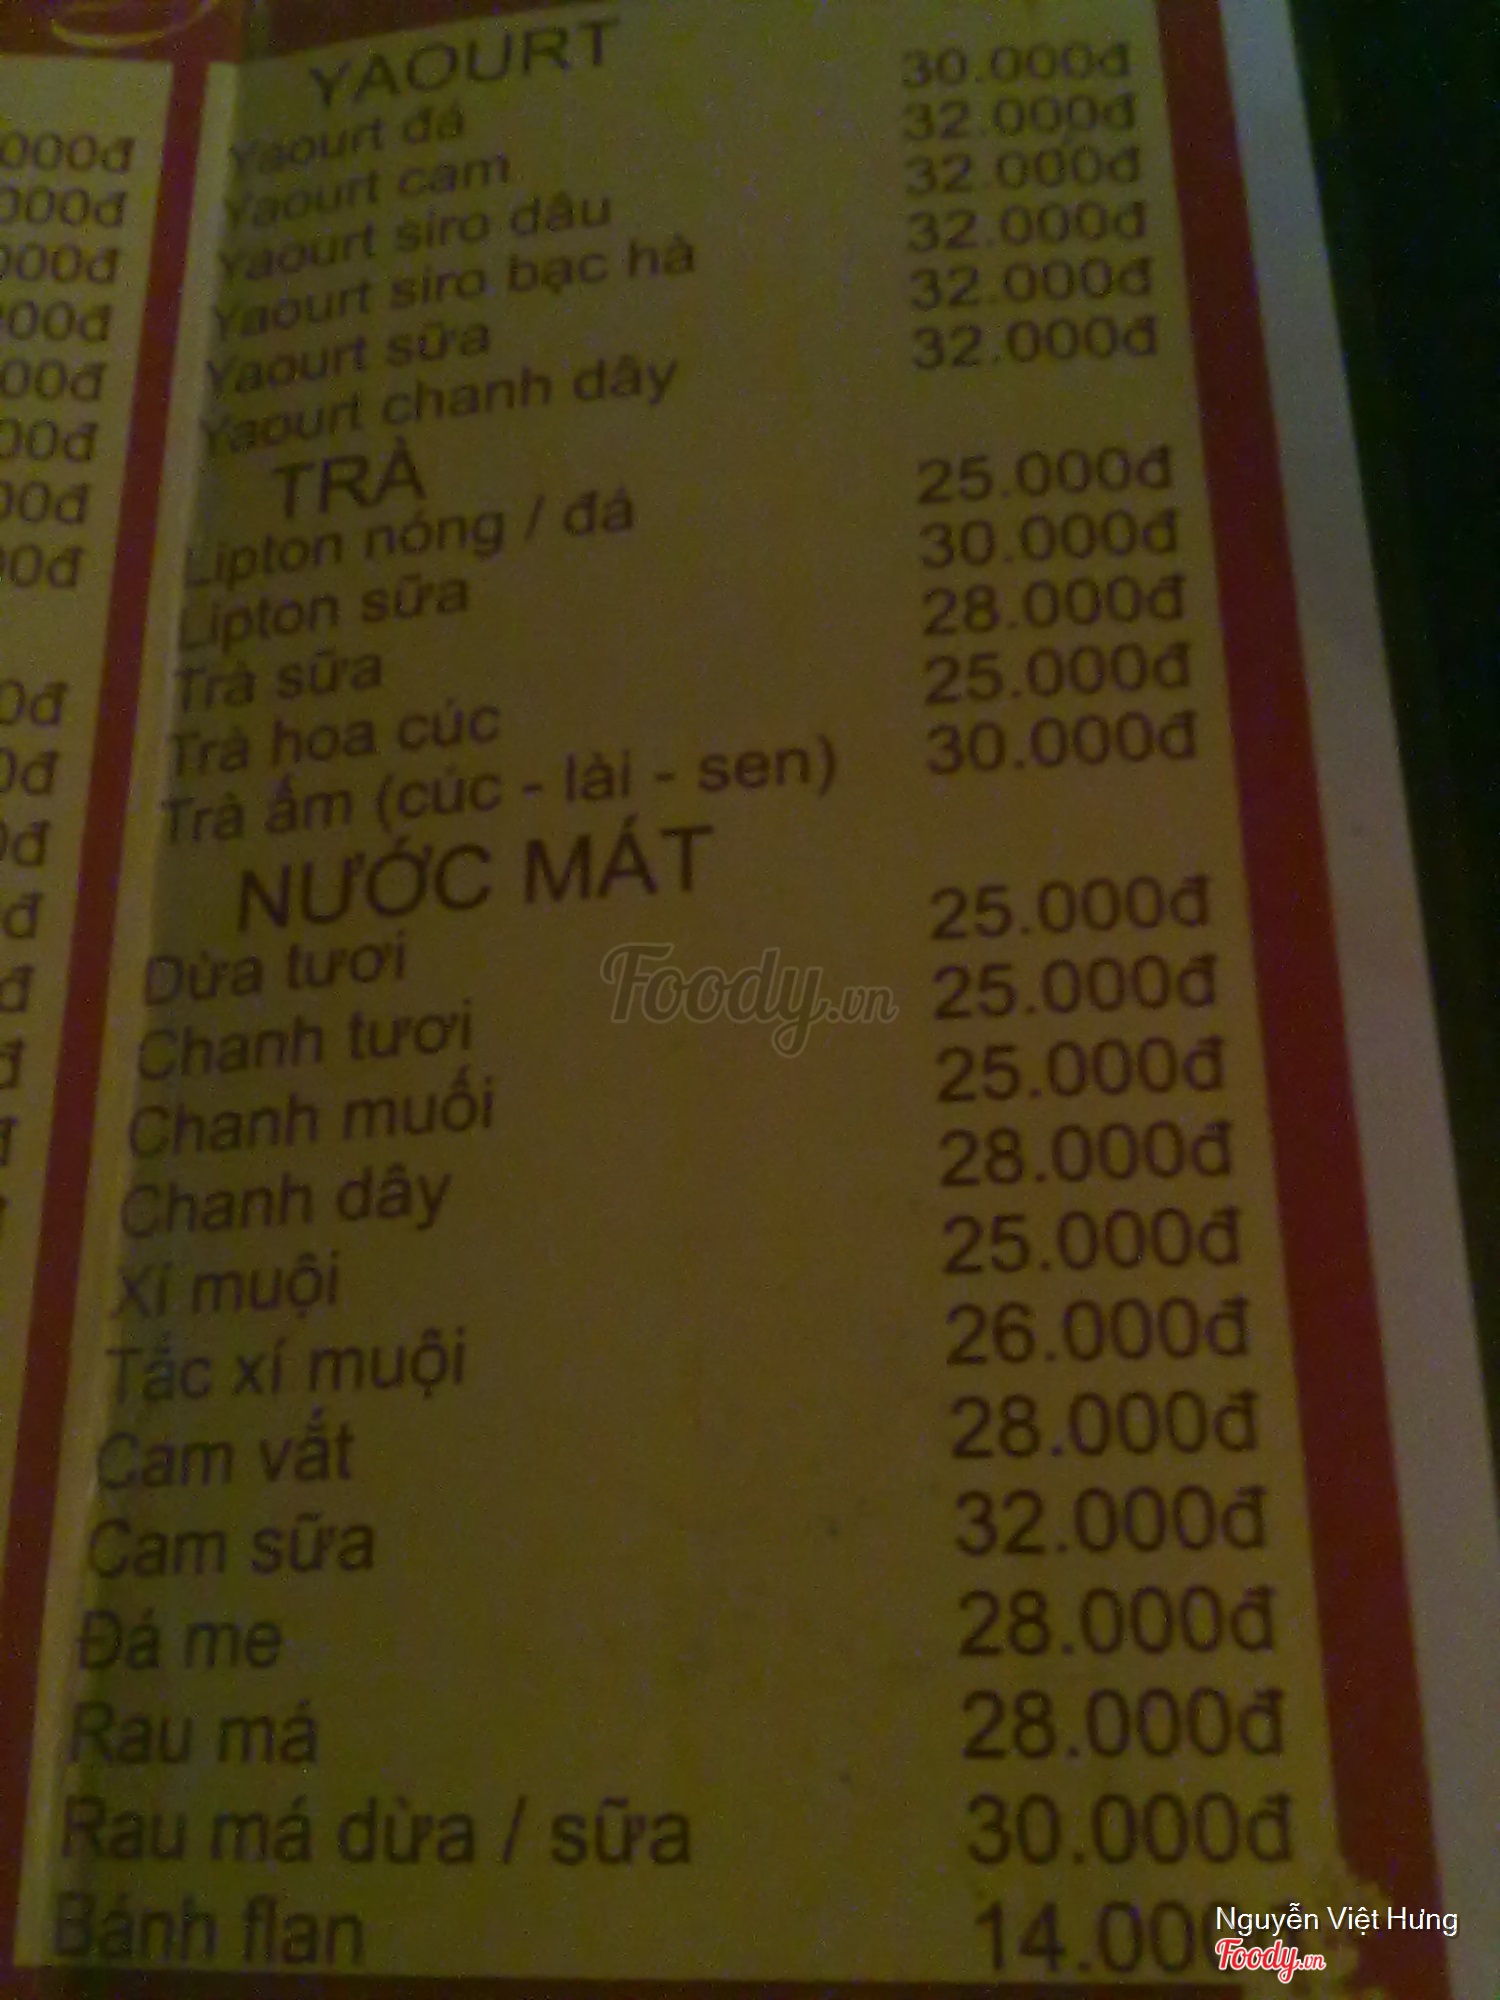 YAOURT
Yaourt đá 30.000đ
Yaourt cam 32.000đ
Yaourt siro dâu 32.000đ
Yaourt siro bạc hà 32.000đ
Yaourt sữa 32.000đ
Yaourt chanh dây 32.000đ
TRÀ
Lipton nóng / đá 25.000đ
Lipton sữa 30.000đ
Trà sữa 28.000đ
Trà hoa cúc 25.000đ
Trà ấm (cúc - lài - sen) 30.000đ
NƯỚC MÁT
Dừa tươi 25.000đ
Chanh tươi 25.000đ
Chanh muối 25.000đ
Chanh dây 28.000đ
Xí muội 25.000đ
Tắc xí muội 26.000đ
Cam vắt 28.000đ
Cam sữa 32.000đ
Đá me 28.000đ
Rau má 28.000đ
Rau má dừa / sữa 30.000đ
Bánh flan
Foody.vn
Nguyễn Việt Hưng
Foody.vn